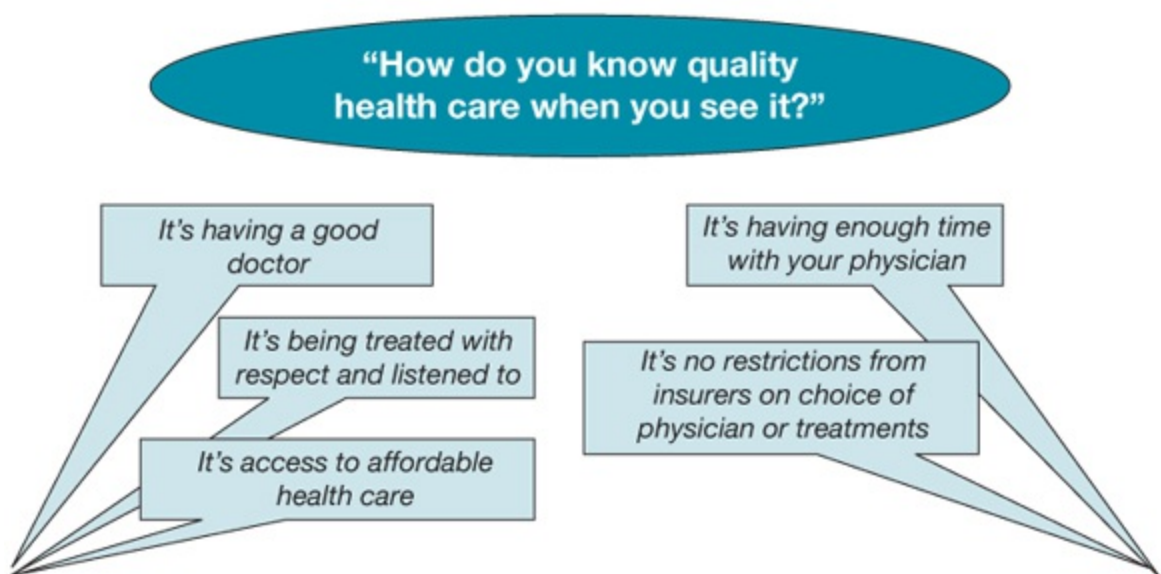 “How do you know quality
health care when you see it?”
It’s having a good
doctor
It’s being treated with
respect and listened to
It’s access to affordable
health care
It’s having enough time
with your physician
It’s no restrictions from
insurers on choice of
physician or treatments